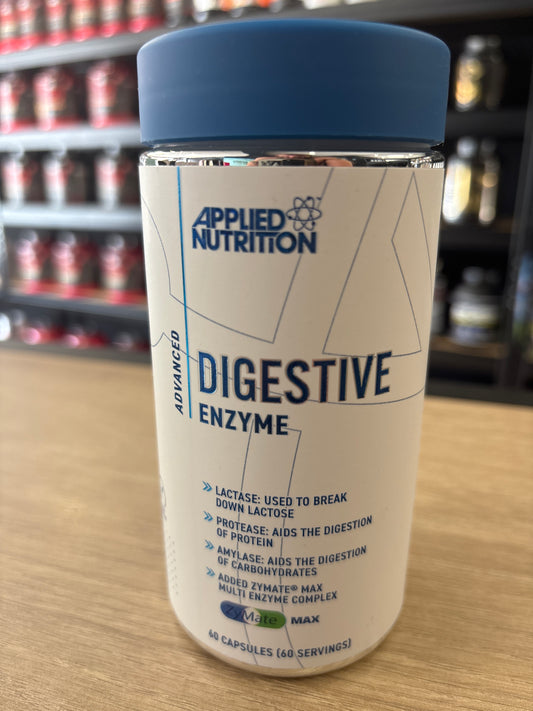 APPLIED
NUTRITION
ADVANCED
DIGESTIVE
ENZYME
LACTASE: USED TO BREAK
DOWN LACTOSE
PROTEASE: AIDS THE DIGESTION
OF PROTEIN
AMYLASE: AIDS THE DIGESTION
OF CARBOHYDRATES
ADDED ZYMATE® MAX
MULTI ENZYME COMPLEX
ZyMate MAX
60 CAPSULES (60 SERVINGS)